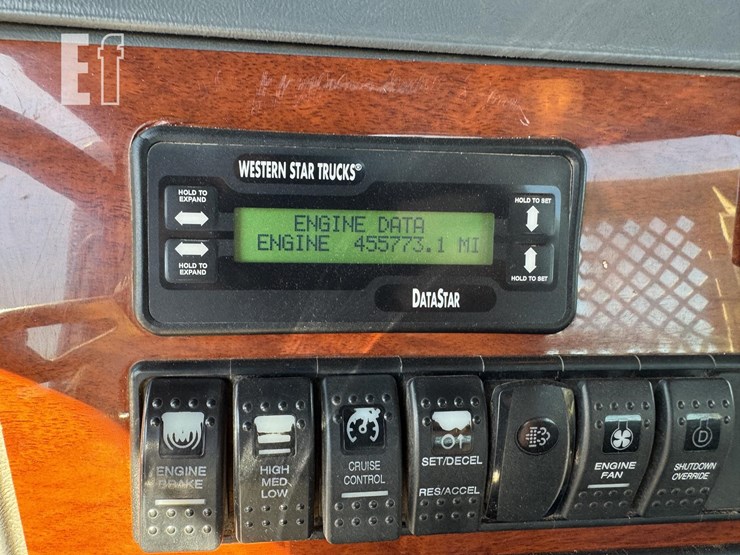 Ef
WESTERN STAR TRUCKS®
HOLD TO
EXPAND
HOLD TO
EXPAND
ENGINE DATA
ENGINE 455773.1 MI
HOLD TO SET
HOLD TO SET
DATASTAR
ENGINE
BRAKE
HIGH
MED
LOW
CRUISE
CONTROL
SET/DECEL
RES/ACCEL
ENGINE
FAN
D
SHUTDOWN
OVERRIDE